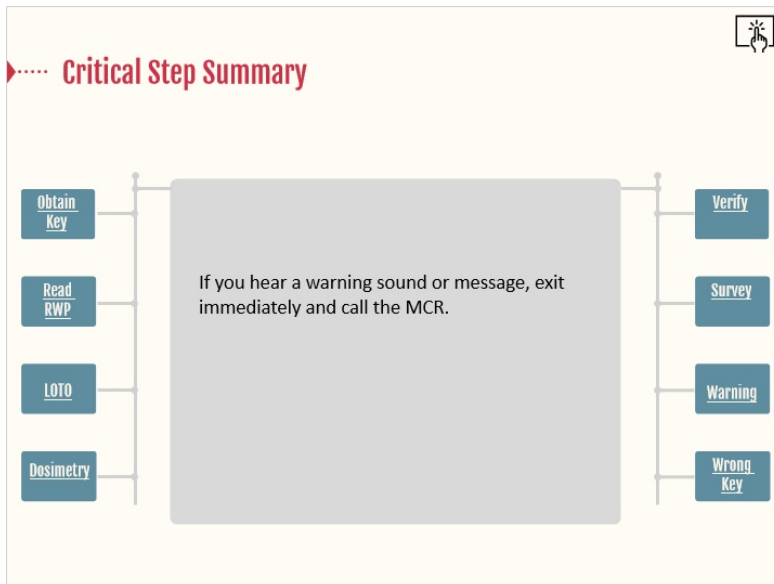 Critical Step Summary
Obtain
Key
Read
RWP
LOTO
Dosimetry
If you hear a warning sound or message, exit
immediately and call the MCR.
Verify
Survey
Warning
Wrong
Key